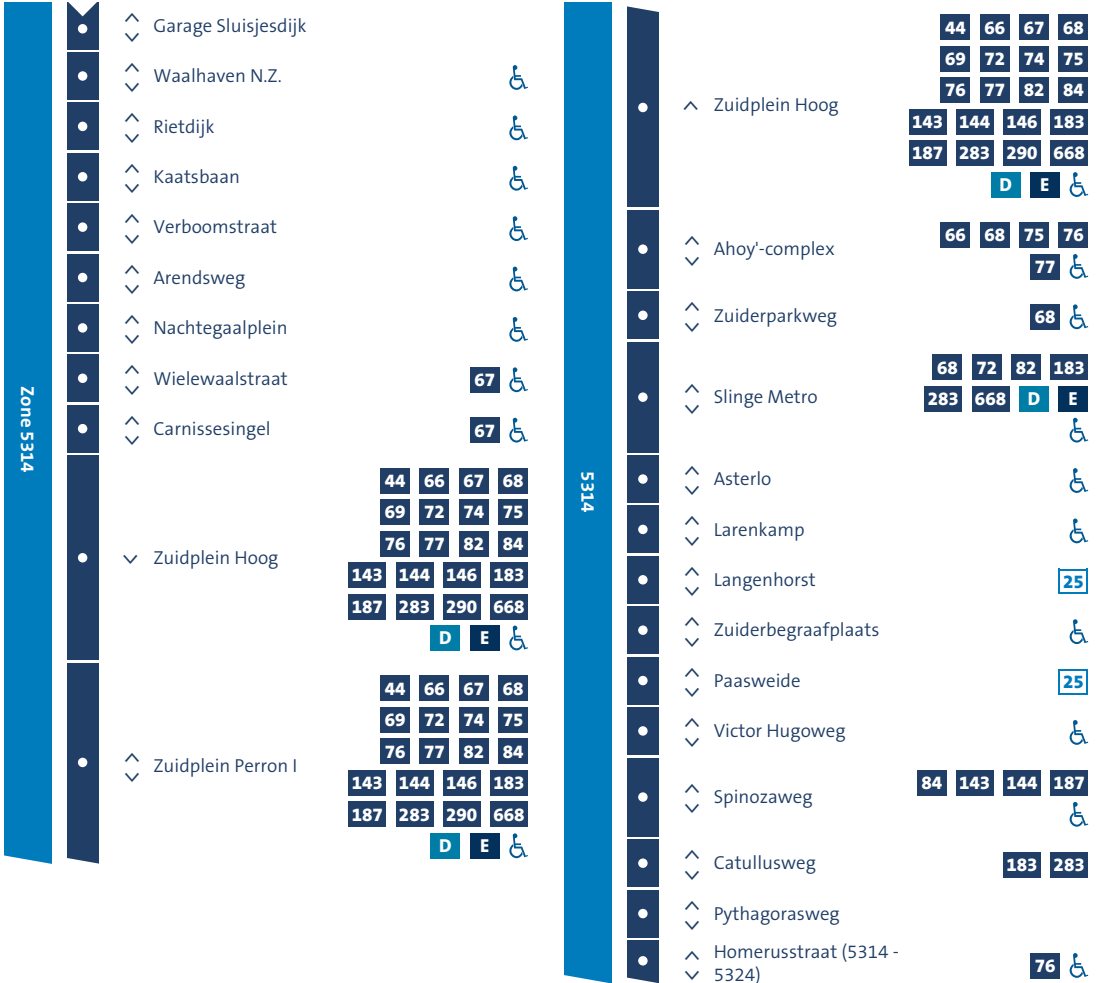 Zone 5314
Garage Sluisjesdijk
Waalhaven N.Z.
Rietdijk
Kaatsbaan
Verboomstraat
Arendsweg
Nachtegaalplein
Wielewaalstraat 67
Carnissesingel 67
44 66 67 68
69 72 74 75
76 77 82 84
Zuidplein Hoog
143 144 146 183
187 283 290 668
D E
44 66 67 68
69 72 74 75
76 77 82 84
Zuidplein Perron I
143 144 146 183
187 283 290 668
D E
5314
44 66 67 68
69 72 74 75
76 77 82 84
Zuidplein Hoog
143 144 146 183
187 283 290 668
D E
66 68 75 76
Ahoy'-complex
77
Zuiderparkweg 68
68 72 82 183
Slinge Metro 283 668 D E
Asterlo
Larenkamp
Langenhorst 25
Zuiderbegraafplaats
Paasweide 25
Victor Hugoweg
84 143 144 187
Spinozaweg
Catullusweg 183 283
Pythagorasweg
Homerusstraat (5314 -
5324) 76